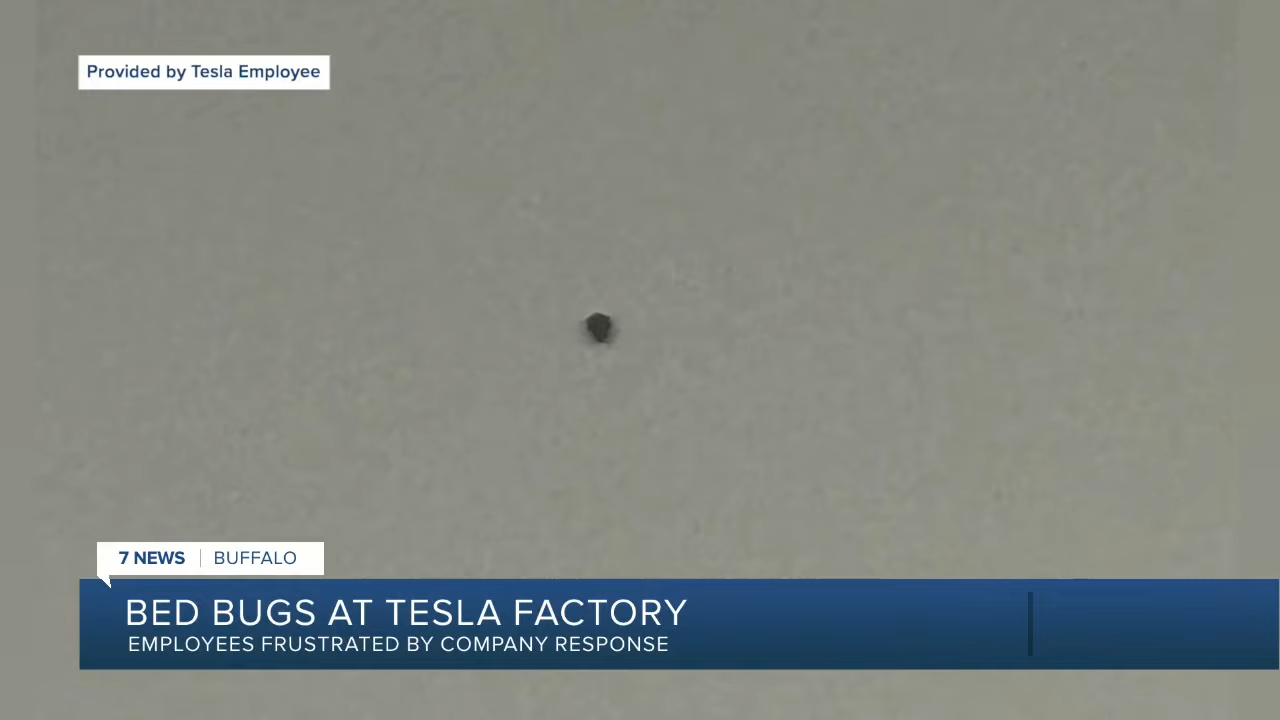 Provided by Tesla Employee
7 NEWS | BUFFALO
BED BUGS AT TESLA FACTORY
EMPLOYEES FRUSTRATED BY COMPANY RESPONSE